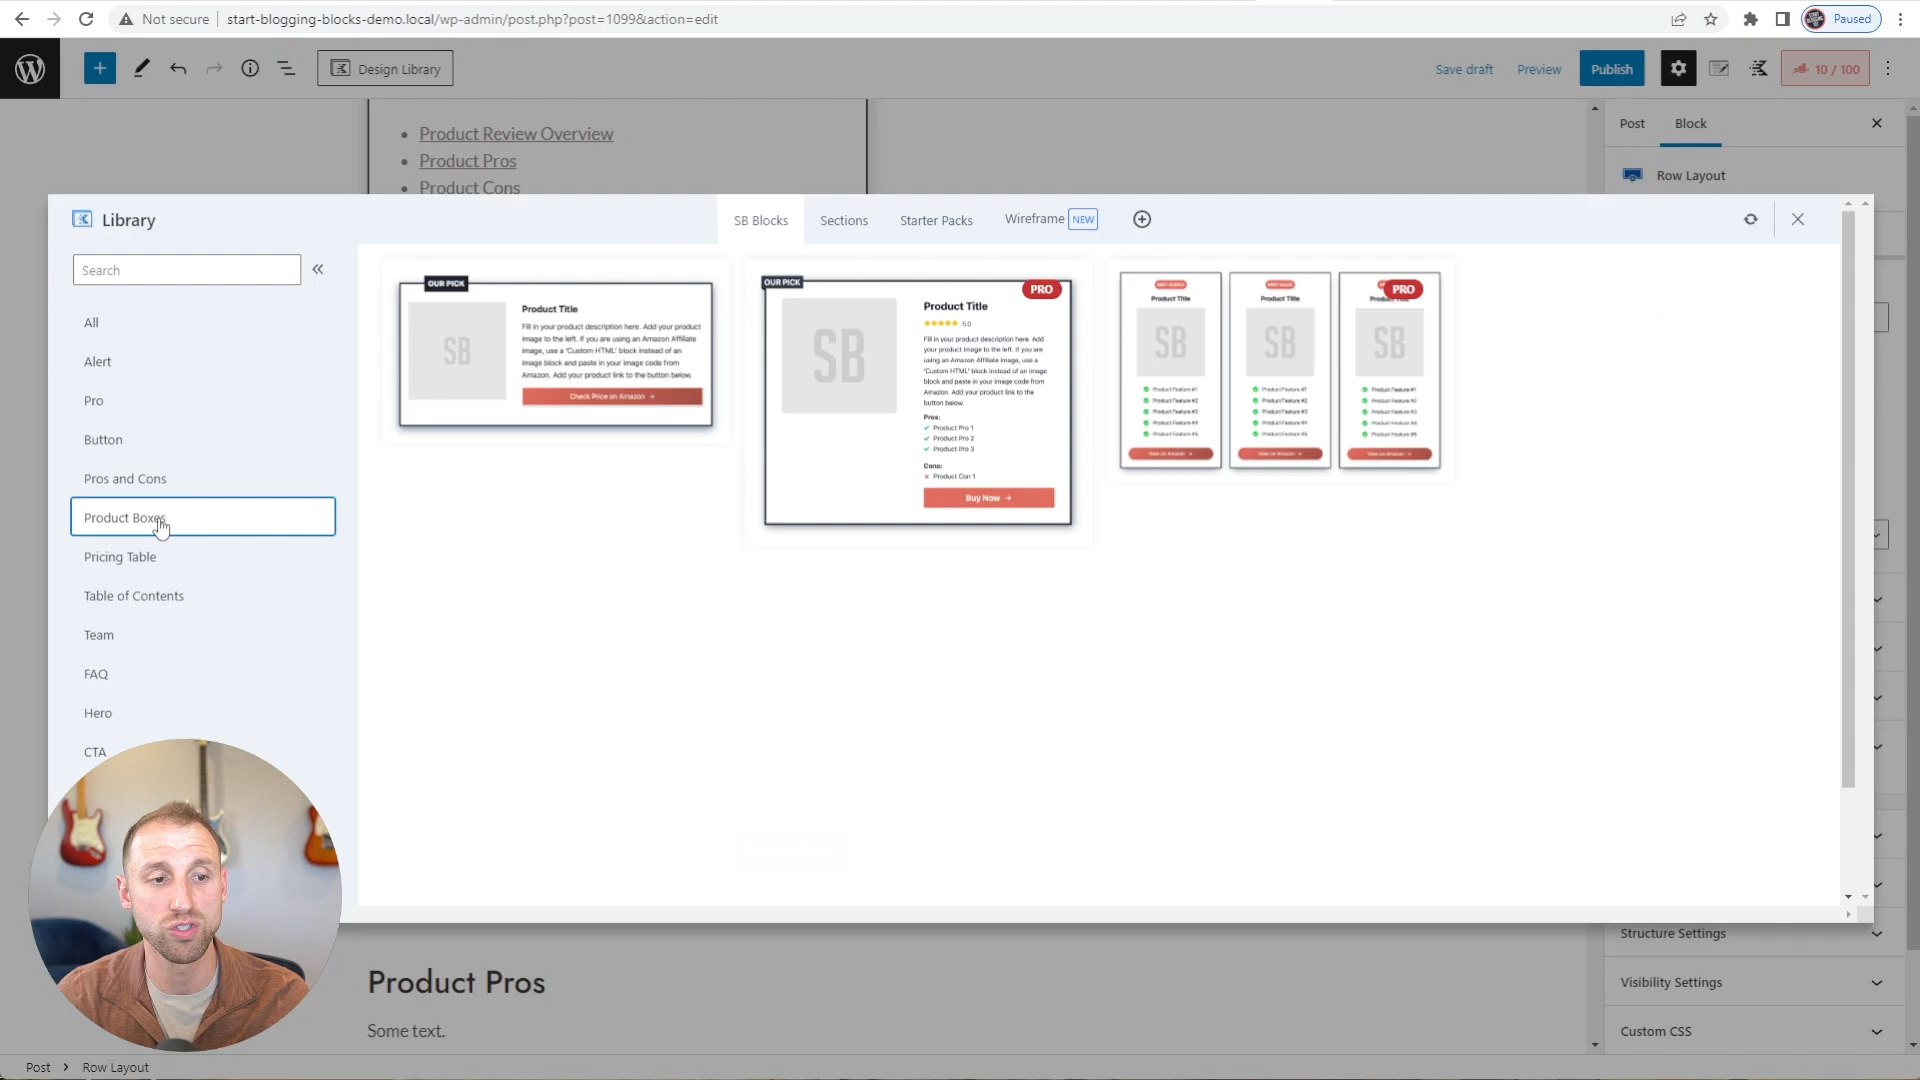 Not secure
start-blogging-blocks-demo.local/wp-admin/post.php?post=1099&action=edit
Paused
Design Library
Save draft
Preview
Publish
10 / 100
Product Review Overview
Product Pros
Product Cons
Post
Block
Row Layout
Library
SB Blocks
Sections
Starter Packs
Wireframe NEW
Search
All
Alert
Pro
Button
Pros and Cons
Product Boxes
Pricing Table
Table of Contents
Team
FAQ
Hero
CTA
OUR PICK
SB
Product Title
Fill in your product description here. Add your product
image to the left. If you are using an Amazon Affiliate
image, use a 'Custom HTML' block instead of an
image block and paste in your image code from
Amazon. Add your product link to the button below.
Check Price on Amazon →
OUR PICK
PRO
SB
Product Title
5.0
Fill in your product description here. Add
your product image to the left. If you are
using an Amazon Affiliate image, use a
'Custom HTML' block instead of an image
block and paste in your image code from
Amazon. Add your product link to the
button below.
Pros:
Product Pro 1
Product Pro 2
Product Pro 3
Cons:
Product Con 1
Buy Now →
Product Title
SB
Product Feature #1
Product Feature #2
Product Feature #3
Product Feature #4
Product Feature #5
View on Amazon →
BEST VALUE
Product Title
SB
Product Feature #1
Product Feature #2
Product Feature #3
Product Feature #4
Product Feature #5
View on Amazon →
PRO
SB
Product Feature #1
Product Feature #2
Product Feature #3
Product Feature #4
Product Feature #5
View on Amazon →
Structure Settings
Visibility Settings
Custom CSS
Product Pros
Some text.
Post
Row Layout